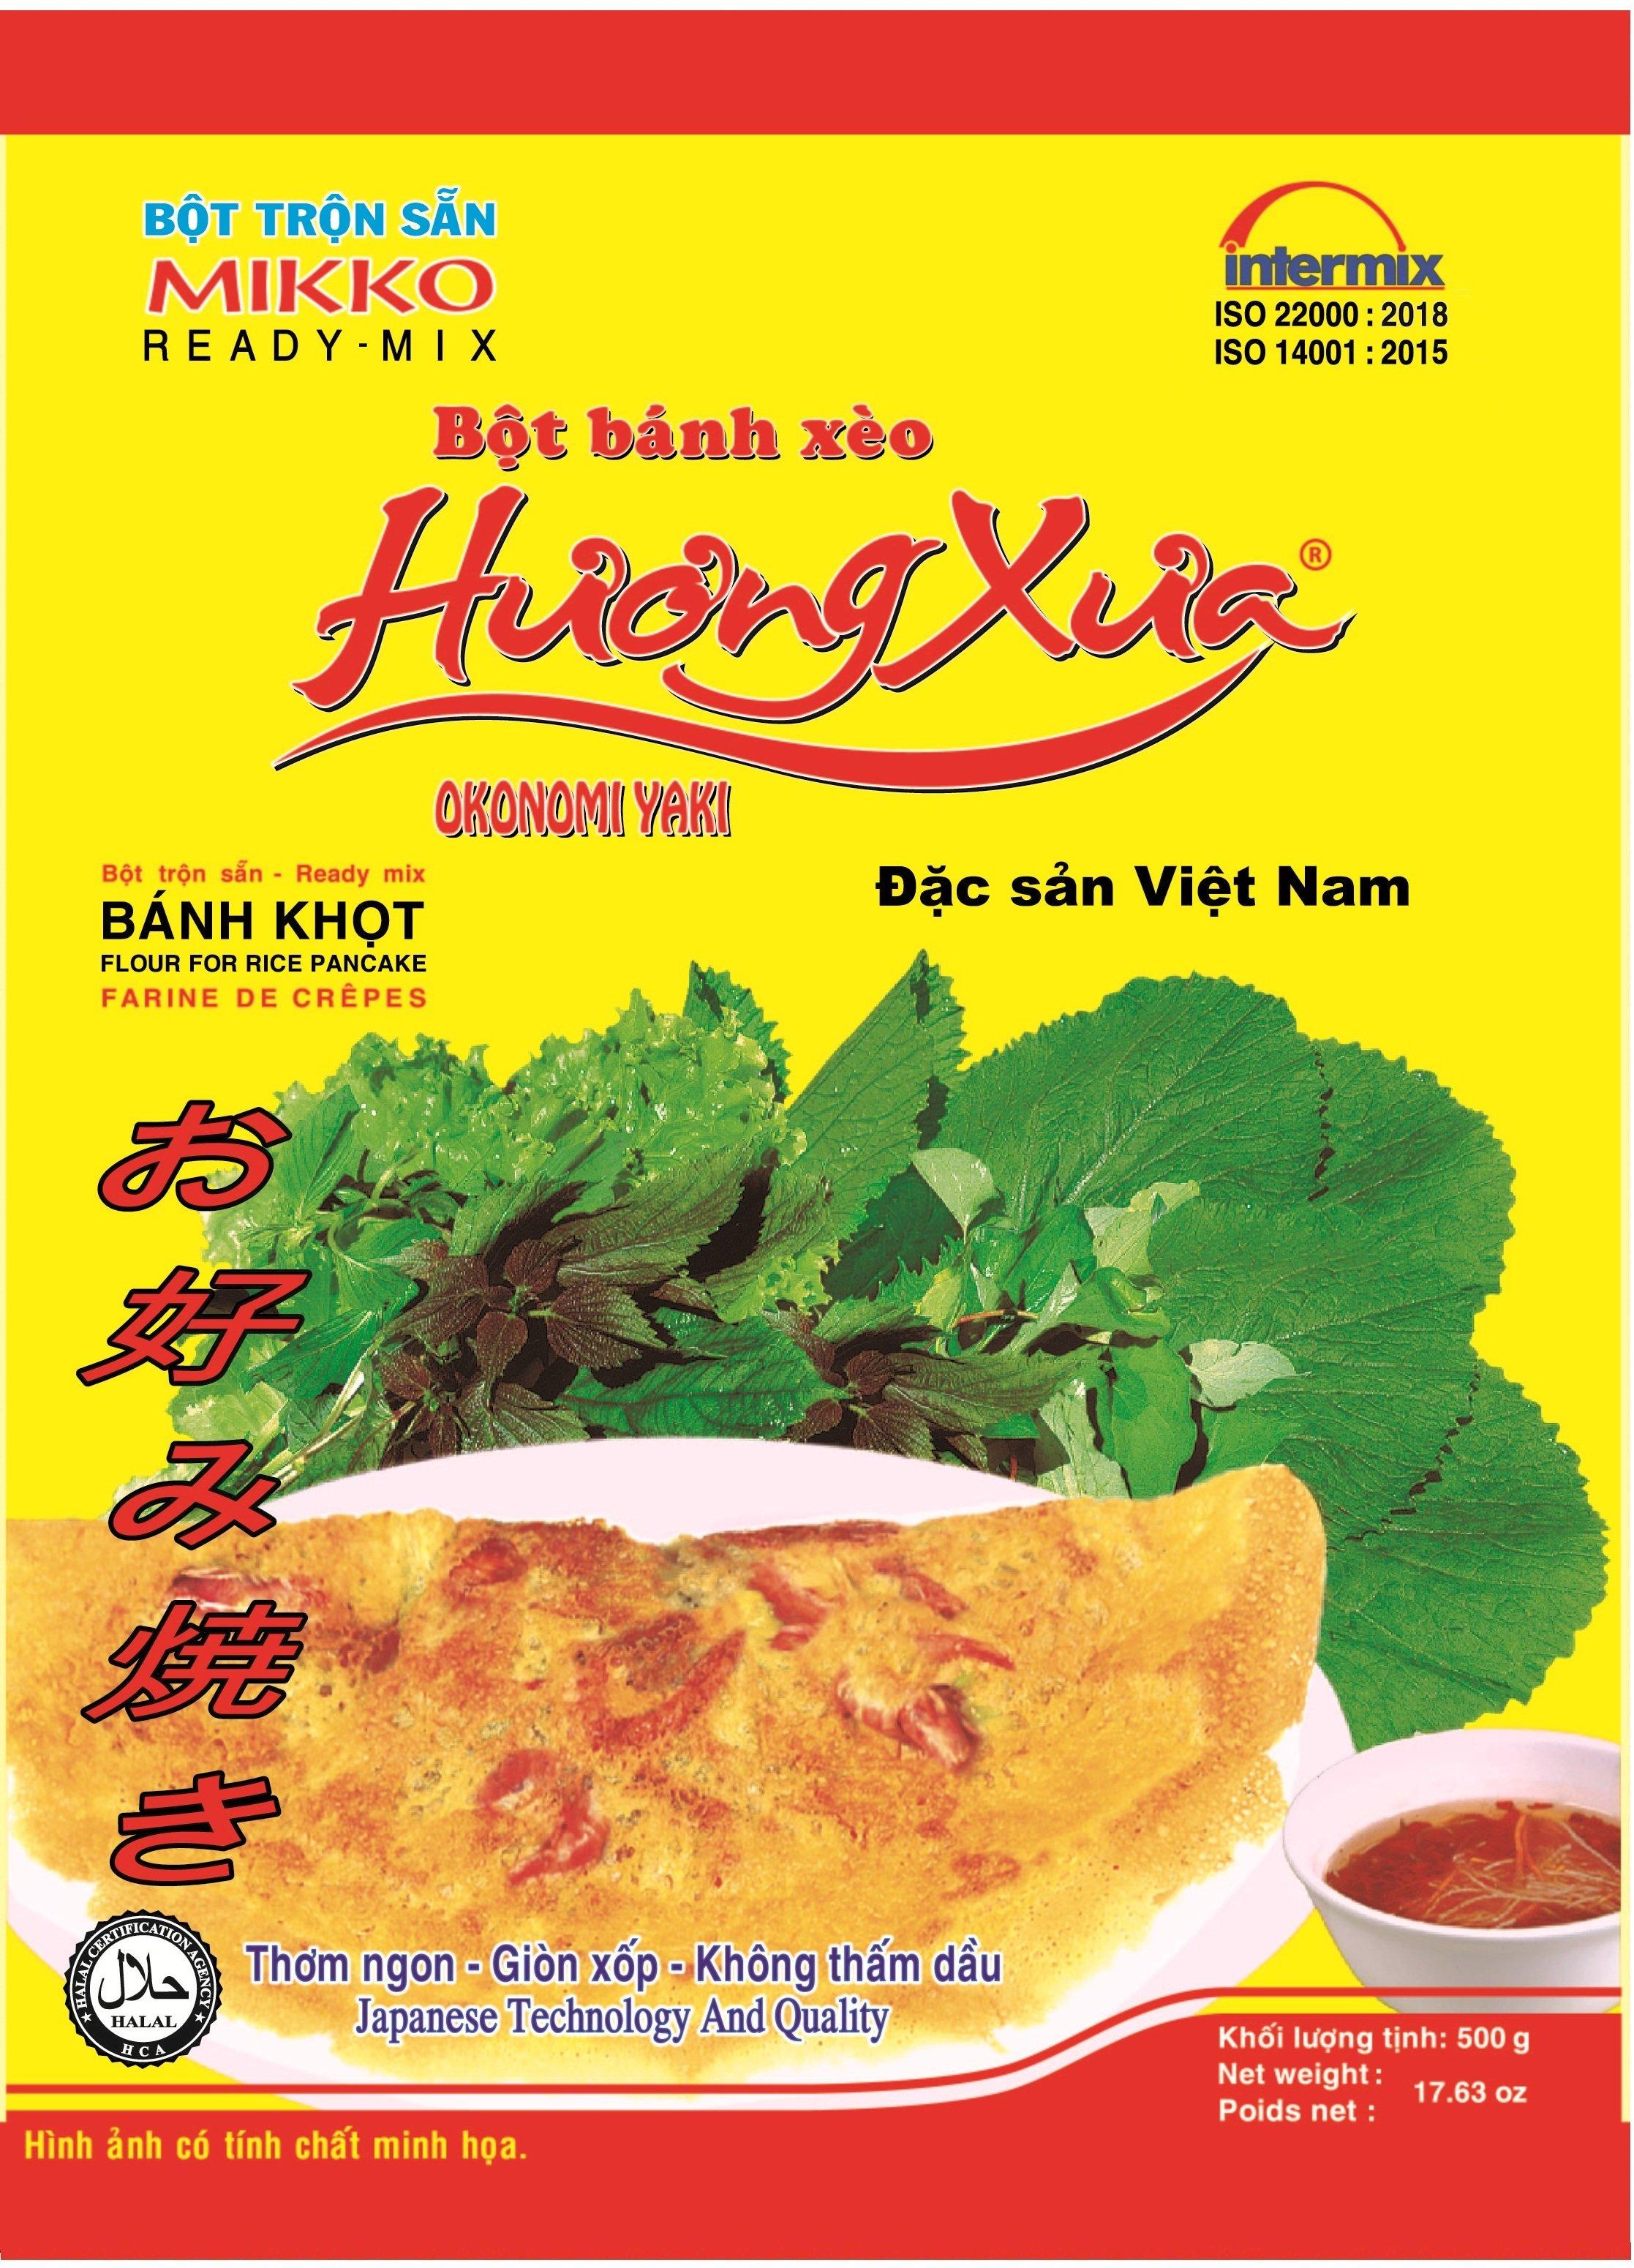 BỘT TRỘN SẴN
MIKKO
READY-MIX
intermix
ISO 22000 : 2018
ISO 14001 : 2015
Bột bánh xèo
Hương Xưa®
OKONOMI YAKI
Bột trộn sẵn - Ready mix
BÁNH KHỌT
FLOUR FOR RICE PANCAKE
FARINE DE CRÊPES
Đặc sản Việt Nam
お好み焼き
HALAL CERTIFICATION AGENCY
حلال
HALAL
HCA
Thơm ngon - Giòn xốp - Không thấm dầu
Japanese Technology And Quality
Khối lượng tịnh: 500 g
Net weight :
17.63 oz
Poids net :
Hình ảnh có tính chất minh họa.